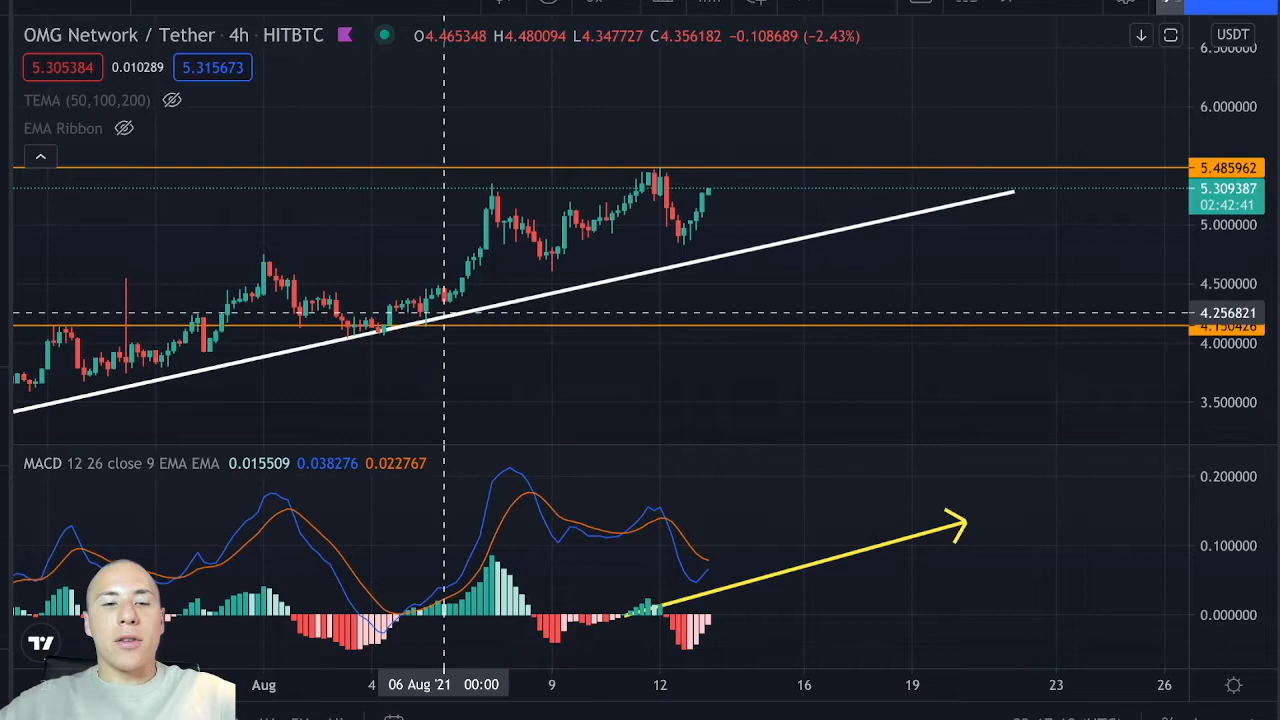 OMG Network / Tether · 4h · HITBTC O4.465348 H4.480094 L4.347727 C4.356182 −0.108689 (−2.43%) USDT
5.305384 0.010289 5.315673
TEMA (50,100,200)
EMA Ribbon
6.000000
5.485962
5.309387
02:42:41
5.000000
4.500000
4.256821
4.000000
3.500000
MACD 12 26 close 9 EMA EMA 0.015509 0.038276 0.022767
0.200000
0.100000
0.000000
Aug 4 06 Aug '21 00:00 9 12 16 19 23 26